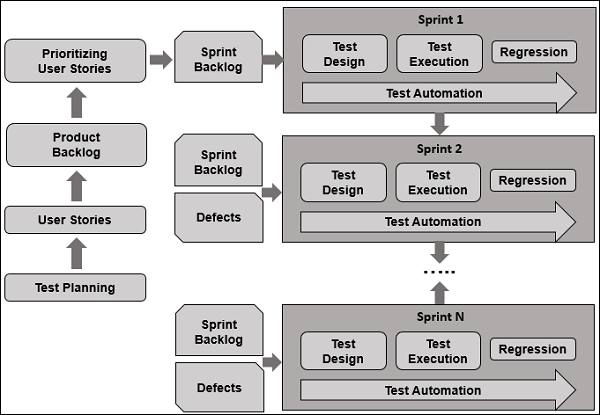 Prioritizing
User Stories
Product
Backlog
User Stories
Test Planning
Sprint
Backlog
Sprint 1
Test
Design
Test
Execution
Regression
Test Automation
Sprint
Backlog
Defects
Sprint 2
Test
Design
Test
Execution
Regression
Test Automation
Sprint
Backlog
Defects
Sprint N
Test
Design
Test
Execution
Regression
Test Automation